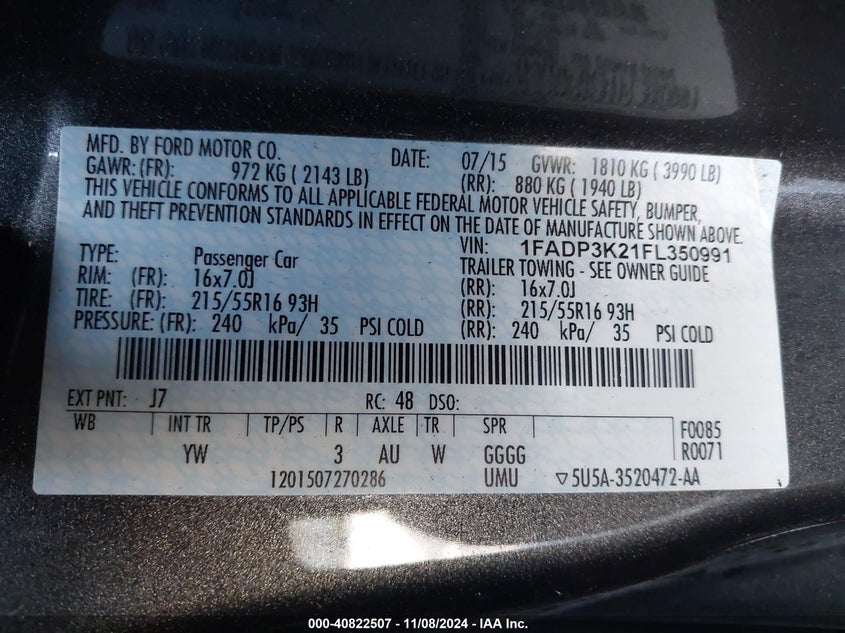 MFD. BY FORD MOTOR CO. DATE: 07/15 GVWR: 1810 KG ( 3990 LB)
GAWR: (FR): 972 KG ( 2143 LB) (RR): 880 KG ( 1940 LB)
THIS VEHICLE CONFORMS TO ALL APPLICABLE FEDERAL MOTOR VEHICLE SAFETY, BUMPER,
AND THEFT PREVENTION STANDARDS IN EFFECT ON THE DATE OF MANUFACTURE SHOWN ABOVE.
VIN: 1FADP3K21FL350991
TYPE: Passenger Car TRAILER TOWING - SEE OWNER GUIDE
RIM: (FR): 16x7.0J (RR): 16x7.0J
TIRE: (FR): 215/55R16 93H (RR): 215/55R16 93H
PRESSURE: (FR): 240 kPa/ 35 PSI COLD (RR): 240 kPa/ 35 PSI COLD
EXT PNT: J7 RC: 48 DSO:
WB INT TR TP/PS R AXLE TR SPR F0085
YW 3 AU W GGGG R0071
1201507270286 UMU ▽5U5A-3520472-AA
000-40822507 - 11/08/2024 - IAA Inc.